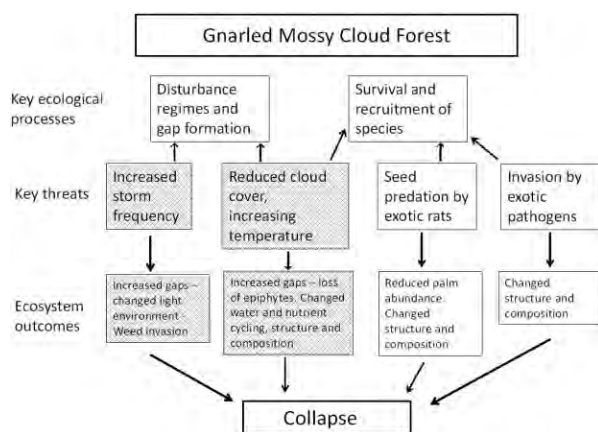 Gnarled Mossy Cloud Forest
Key ecological
processes
Disturbance
regimes and
gap formation
Survival and
recruitment of
species
Key threats
Increased
storm
frequency
Reduced cloud
cover,
increasing
temperature
Seed
predation by
exotic rats
Invasion by
exotic
pathogens
Ecosystem
outcomes
Increased gaps –
changed light
environment -
Weed invasion
Increased gaps – loss
of epiphytes. Changed
water and nutrient
cycling, structure and
composition
Reduced palm
abundance.
Changed
structure and
composition
Changed
structure and
composition
Collapse